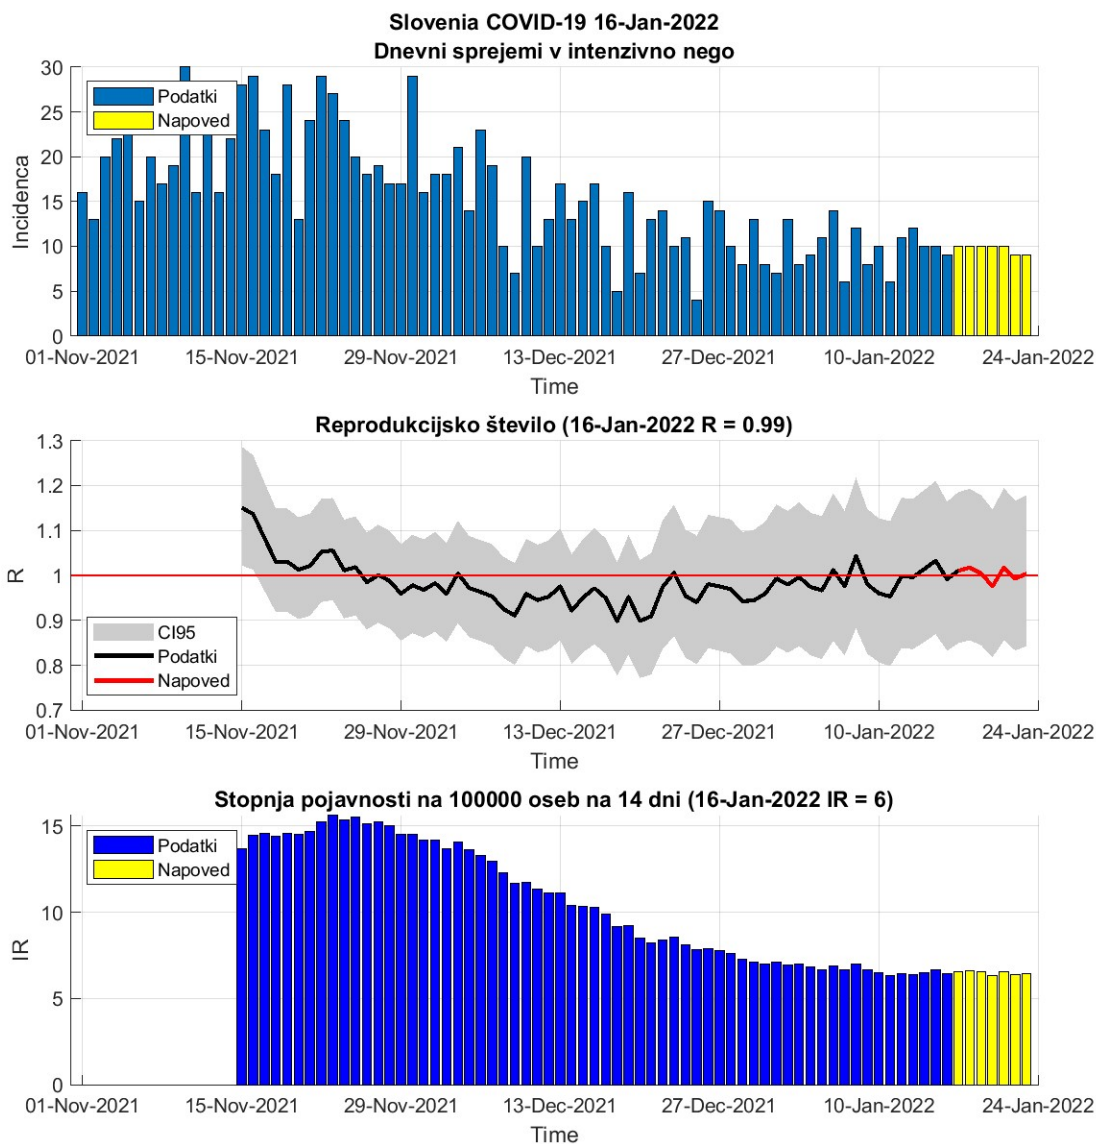 Slovenia COVID-19 16-Jan-2022
Dnevni sprejemi v intenzivno nego
30
25
20
15
10
5
0
Incidenca
Podatki
Napoved
01-Nov-2021 15-Nov-2021 29-Nov-2021 13-Dec-2021 27-Dec-2021 10-Jan-2022 24-Jan-2022
Time
Reprodukcijsko število (16-Jan-2022 R = 0.99)
1.3
1.2
1.1
1
0.9
0.8
0.7
R
CI95
Podatki
Napoved
01-Nov-2021 15-Nov-2021 29-Nov-2021 13-Dec-2021 27-Dec-2021 10-Jan-2022 24-Jan-2022
Time
Stopnja pojavnosti na 100000 oseb na 14 dni (16-Jan-2022 IR = 6)
15
10
5
0
IR
Podatki
Napoved
01-Nov-2021 15-Nov-2021 29-Nov-2021 13-Dec-2021 27-Dec-2021 10-Jan-2022 24-Jan-2022
Time